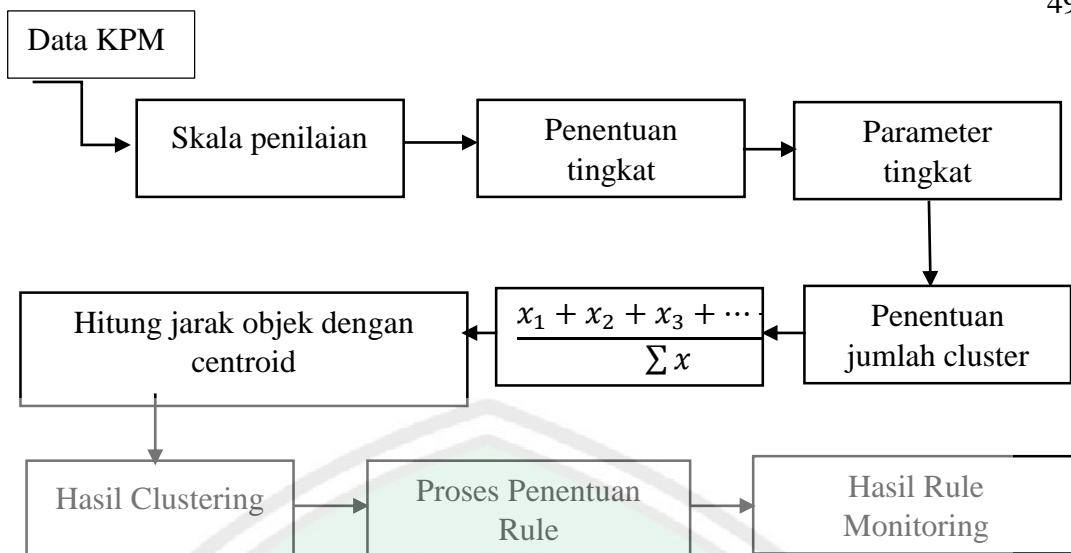 49
Data KPM
Skala penilaian
Penentuan
tingkat
Parameter
tingkat
Penentuan
jumlah cluster
x₁ + x₂ + x₃ + ⋯
∑ x
Hitung jarak objek dengan
centroid
Hasil Clustering
Proses Penentuan
Rule
Hasil Rule
Monitoring